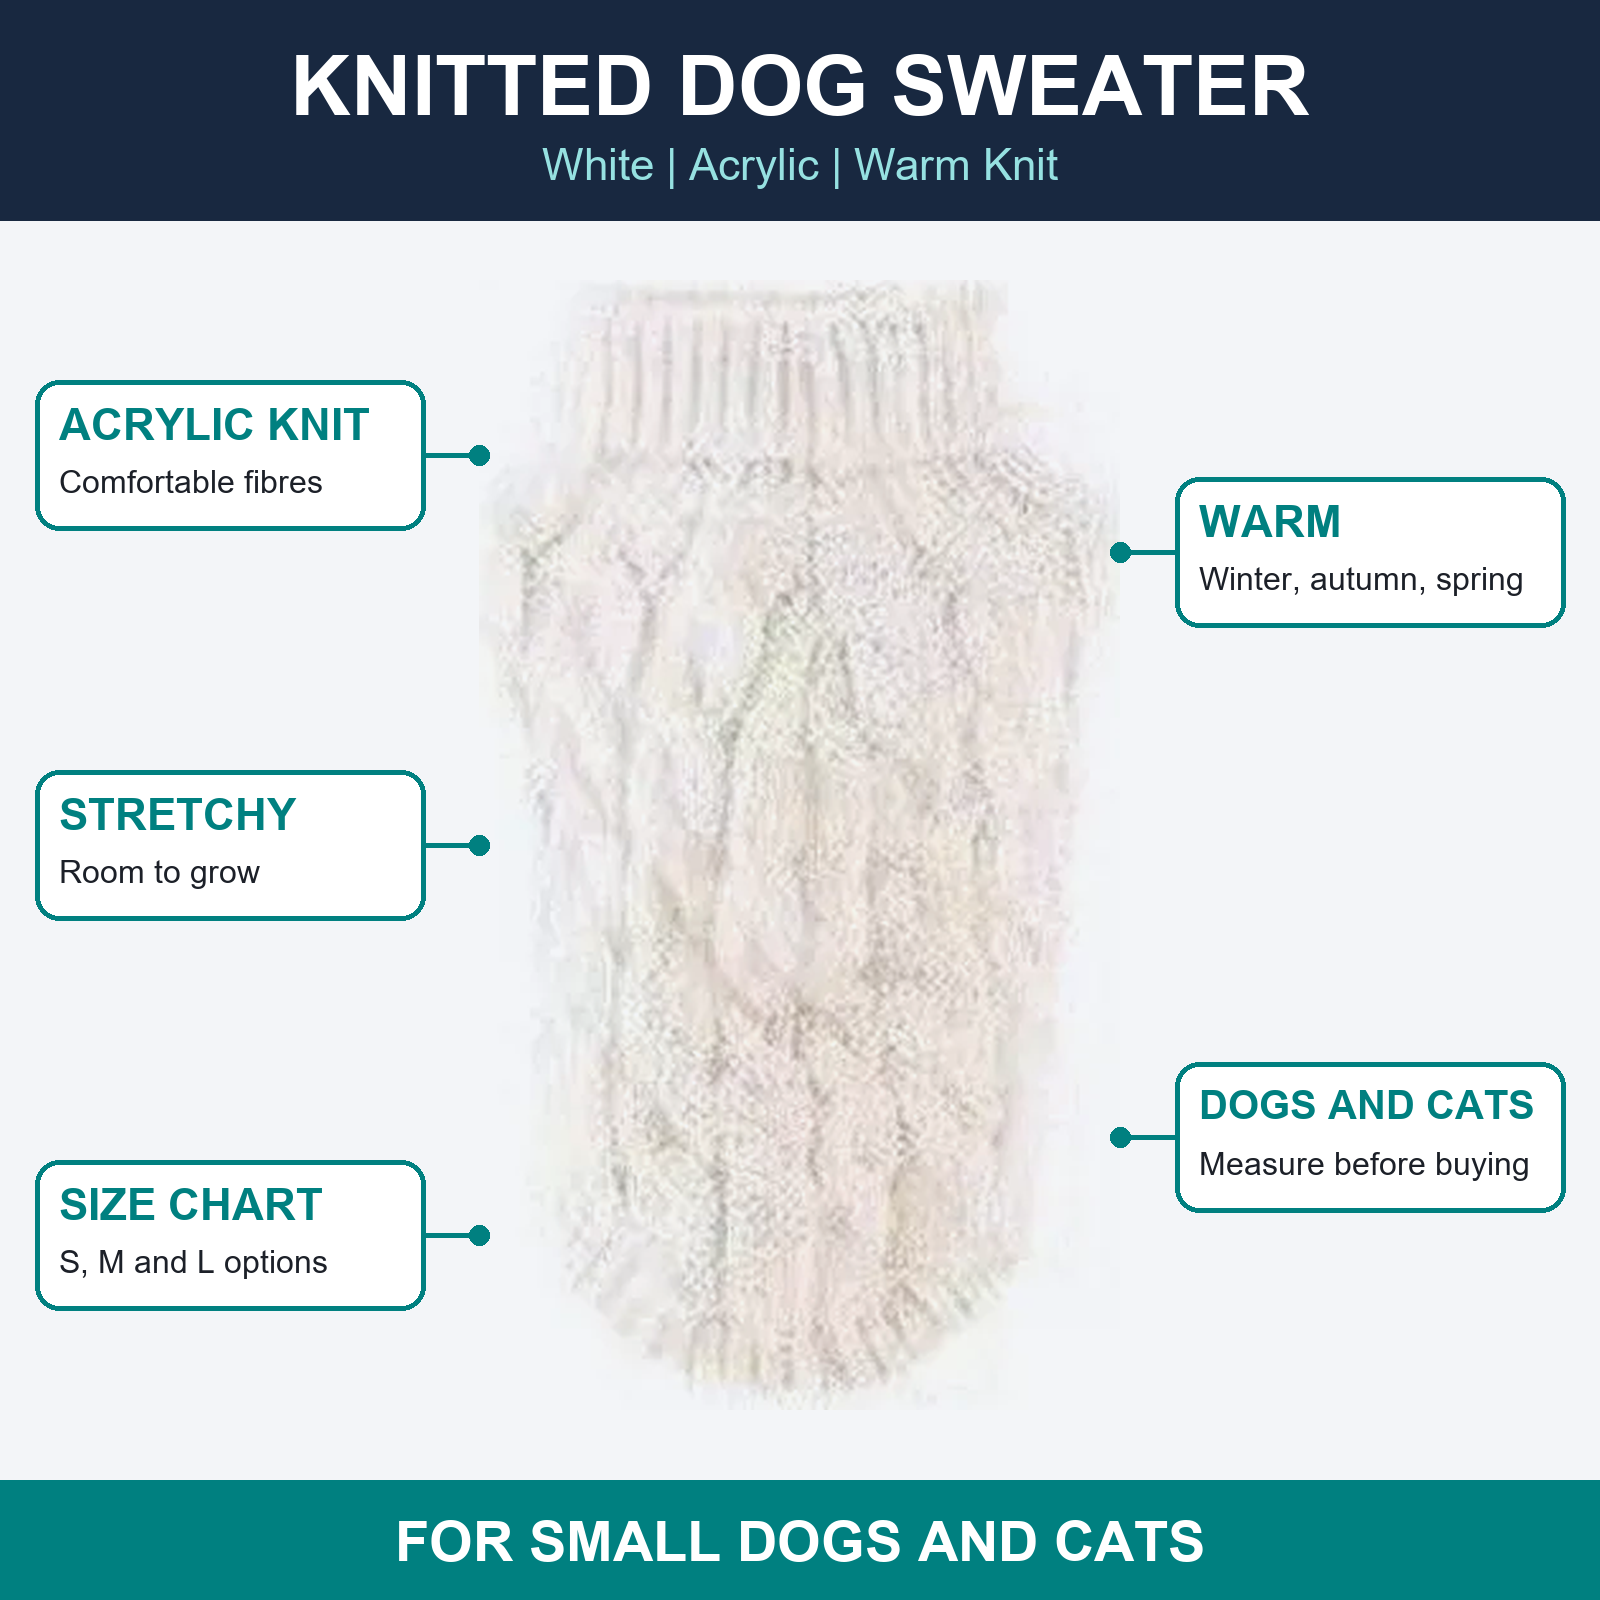 KNITTED DOG SWEATER
White | Acrylic | Warm Knit
ACRYLIC KNIT
Comfortable fibres
WARM
Winter, autumn, spring
STRETCHY
Room to grow
DOGS AND CATS
Measure before buying
SIZE CHART
S, M and L options
FOR SMALL DOGS AND CATS